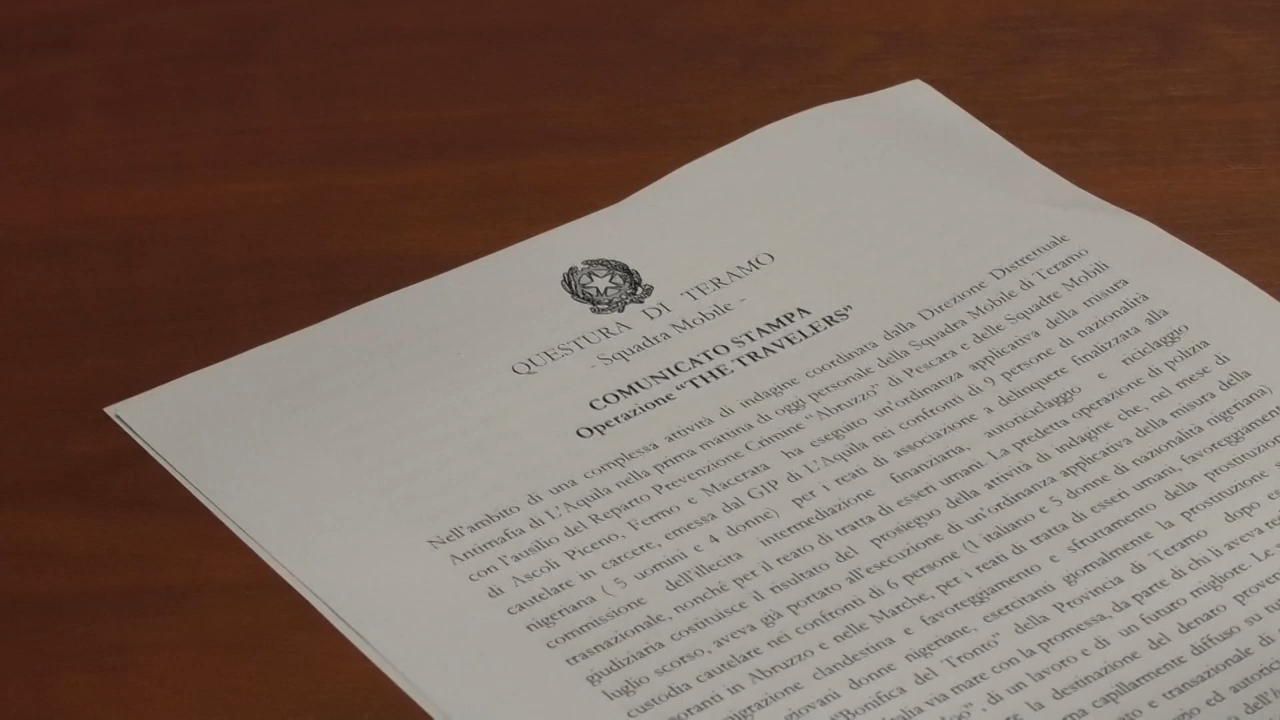 QUESTURA DI TERAMO
- Squadra Mobile -
COMUNICATO STAMPA
Operazione "THE TRAVELERS"
Nell'ambito di una complessa attività di indagine coordinata dalla Direzione Distrettuale
Antimafia di L'Aquila nella prima mattina di oggi personale della Squadra Mobile di Teramo
con l'ausilio del Reparto Prevenzione Crimine "Abruzzo" di Pescara e delle Squadre Mobili
di Ascoli Piceno, Fermo e Macerata ha eseguito un'ordinanza applicativa della misura
cautelare in carcere, emessa dal GIP di L'Aquila nei confronti di 9 persone di nazionalità
nigeriana ( 5 uomini e 4 donne) per i reati di associazione a delinquere finalizzata alla
commissione dell'illecita intermediazione finanziaria, autoriciclaggio e riciclaggio
trasnazionale, nonché per il reato di tratta di esseri umani. La predetta operazione di polizia
giudiziaria costituisce il risultato del prosieguo della attività di indagine che, nel mese di
luglio scorso, aveva già portato all'esecuzione di un'ordinanza applicativa della misura della
custodia cautelare nei confronti di 6 persone (1 italiano e 5 donne di nazionalità nigeriana)
in Abruzzo e nelle Marche, per i reati di tratta di esseri umani, favoreggiamen
clandestina e favoreggiamento e sfruttamento della prostituzion
giovani donne nigeriane, esercitanti giornalmente la prostituzione
"Bonifica del Tronto" della Provincia di Teramo dopo
via mare con la promessa, da parte di chi li aveva
di un lavoro e di un futuro migliore. Le
la destinazione del denaro
capillarmente diffuso su
e transazionale di
ed